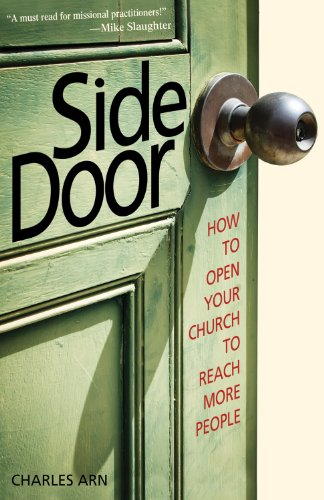 "A must read for missional practitioners!"
—Mike Slaughter
Side
Door
HOW
TO
OPEN
YOUR
CHURCH
TO
REACH
MORE
PEOPLE
CHARLES ARN